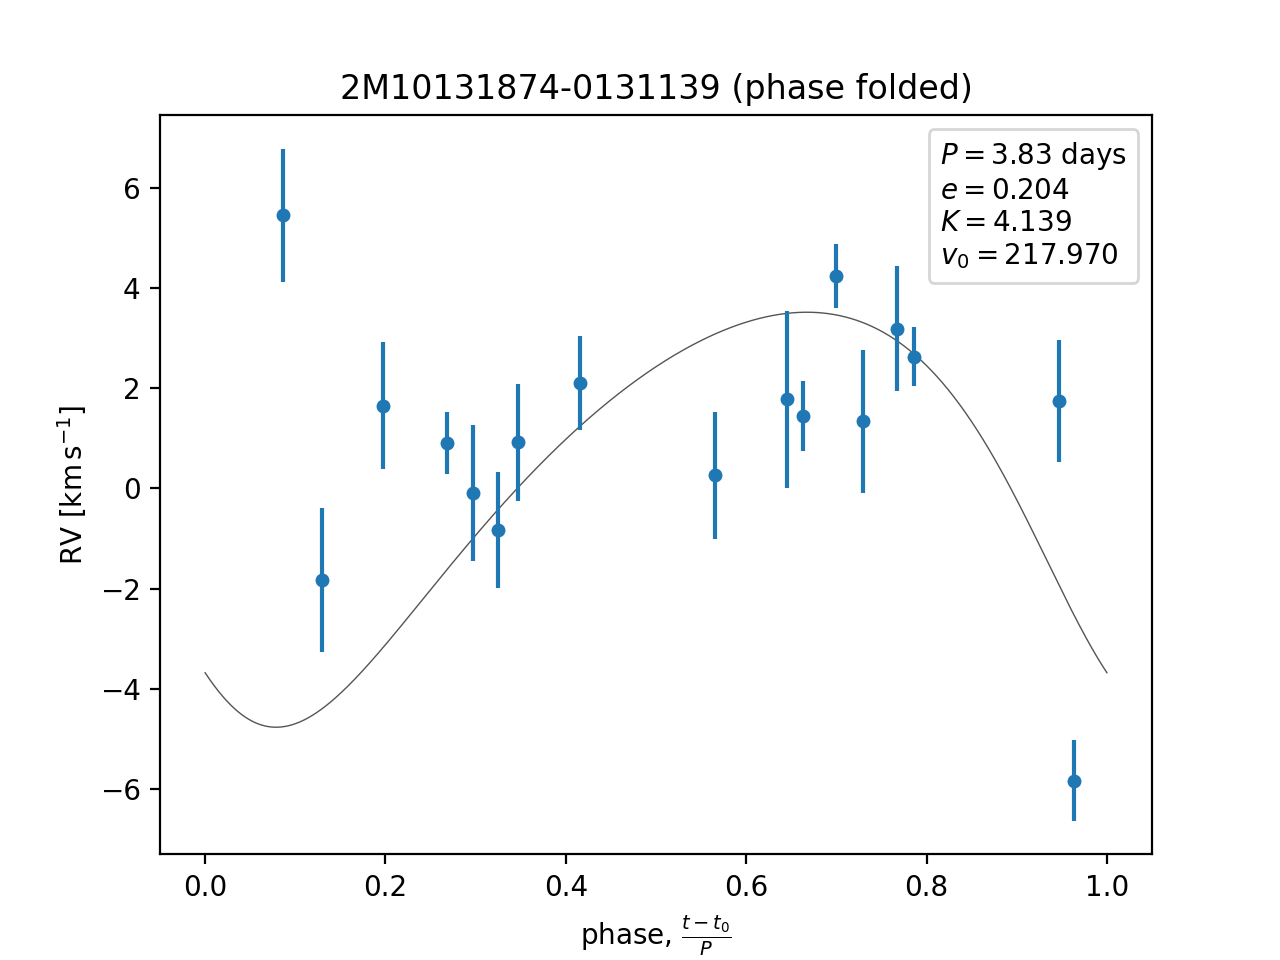 2M10131874-0131139 (phase folded)
P = 3.83 days
e = 0.204
K = 4.139
v₀ = 217.970
RV [km s⁻¹]
6
4
2
0
−2
−4
−6
0.0 0.2 0.4 0.6 0.8 1.0
phase, (t − t₀)/P